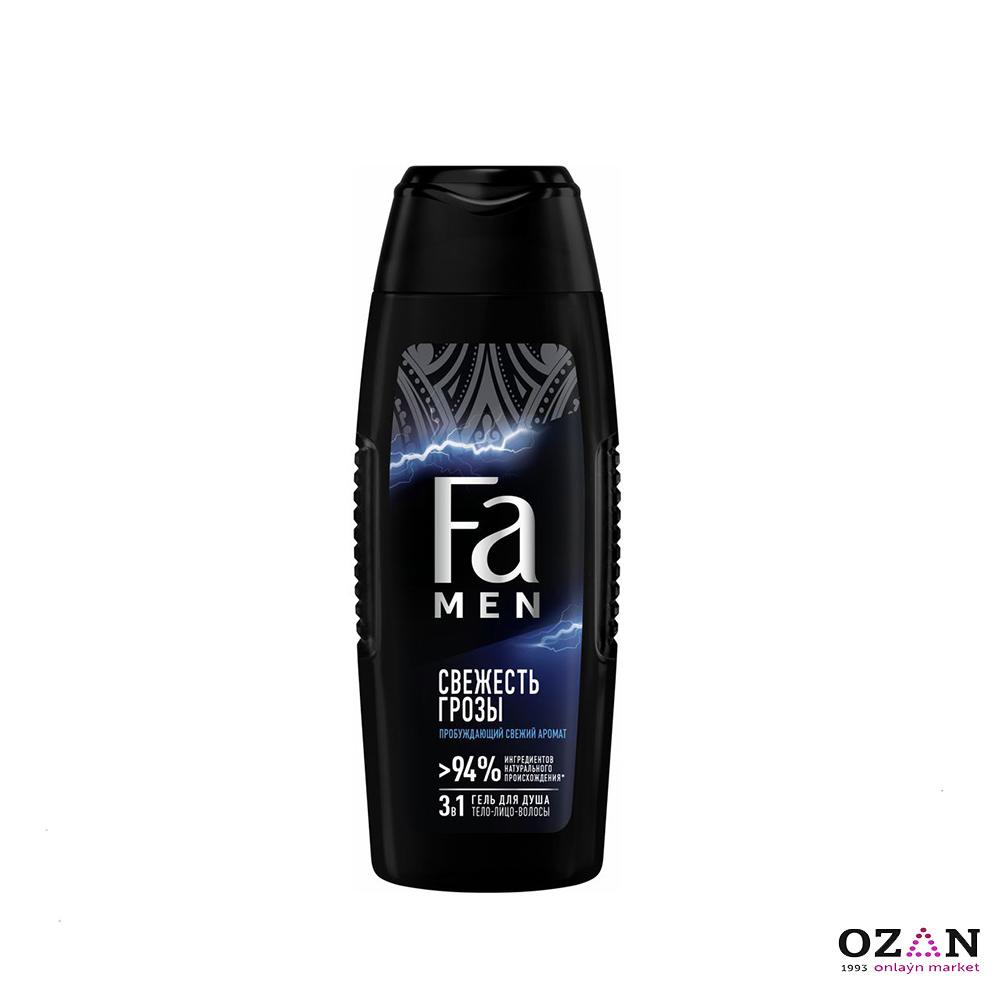 Fa
MEN
СВЕЖЕСТЬ
ГРОЗЫ
ПРОБУЖДАЮЩИЙ СВЕЖИЙ АРОМАТ
>94% ИНГРЕДИЕНТОВ
НАТУРАЛЬНОГО
ПРОИСХОЖДЕНИЯ*
3в1 ГЕЛЬ ДЛЯ ДУША
ТЕЛО-ЛИЦО-ВОЛОСЫ
OZAN
1993 onlaýn market